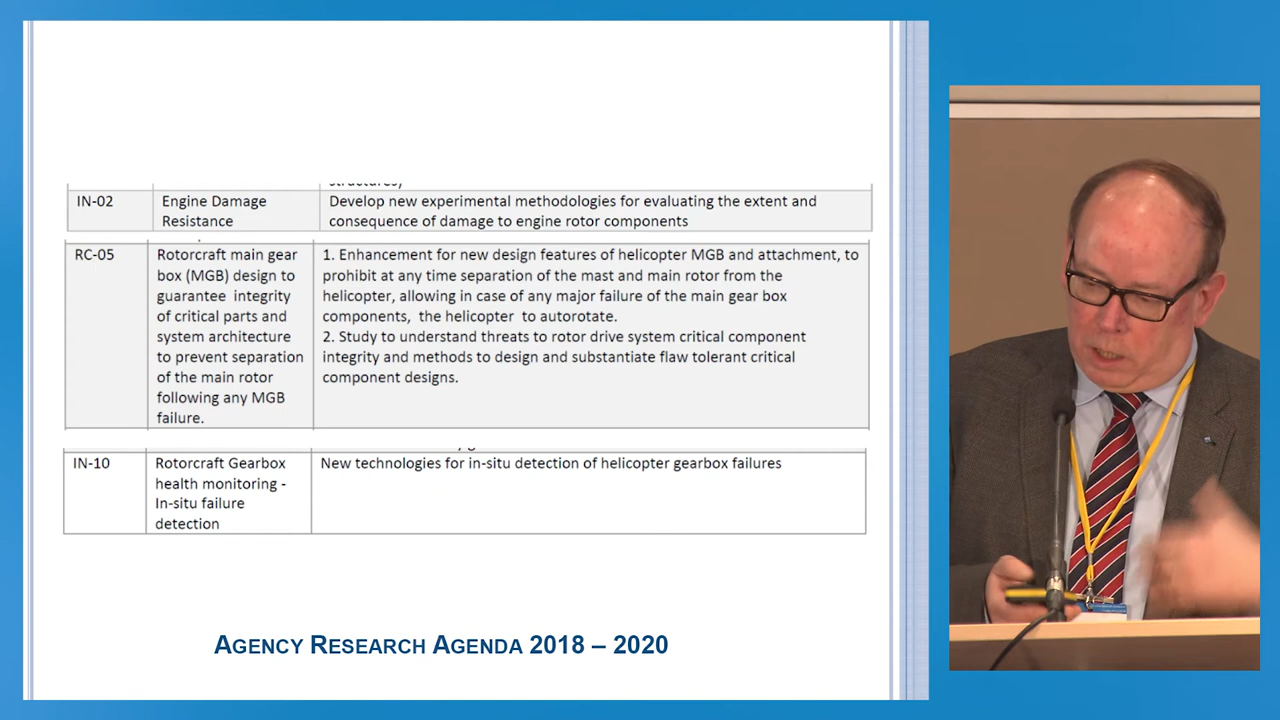 structures)
IN-02
Engine Damage
Resistance
Develop new experimental methodologies for evaluating the extent and
consequence of damage to engine rotor components
RC-05
Rotorcraft main gear
box (MGB) design to
guarantee integrity
of critical parts and
system architecture
to prevent separation
of the main rotor
following any MGB
failure.
1. Enhancement for new design features of helicopter MGB and attachment, to
prohibit at any time separation of the mast and main rotor from the
helicopter, allowing in case of any major failure of the main gear box
components, the helicopter to autorotate.
2. Study to understand threats to rotor drive system critical component
integrity and methods to design and substantiate flaw tolerant critical
component designs.
IN-10
Rotorcraft Gearbox
health monitoring -
In-situ failure
detection
New technologies for in-situ detection of helicopter gearbox failures
AGENCY RESEARCH AGENDA 2018 – 2020